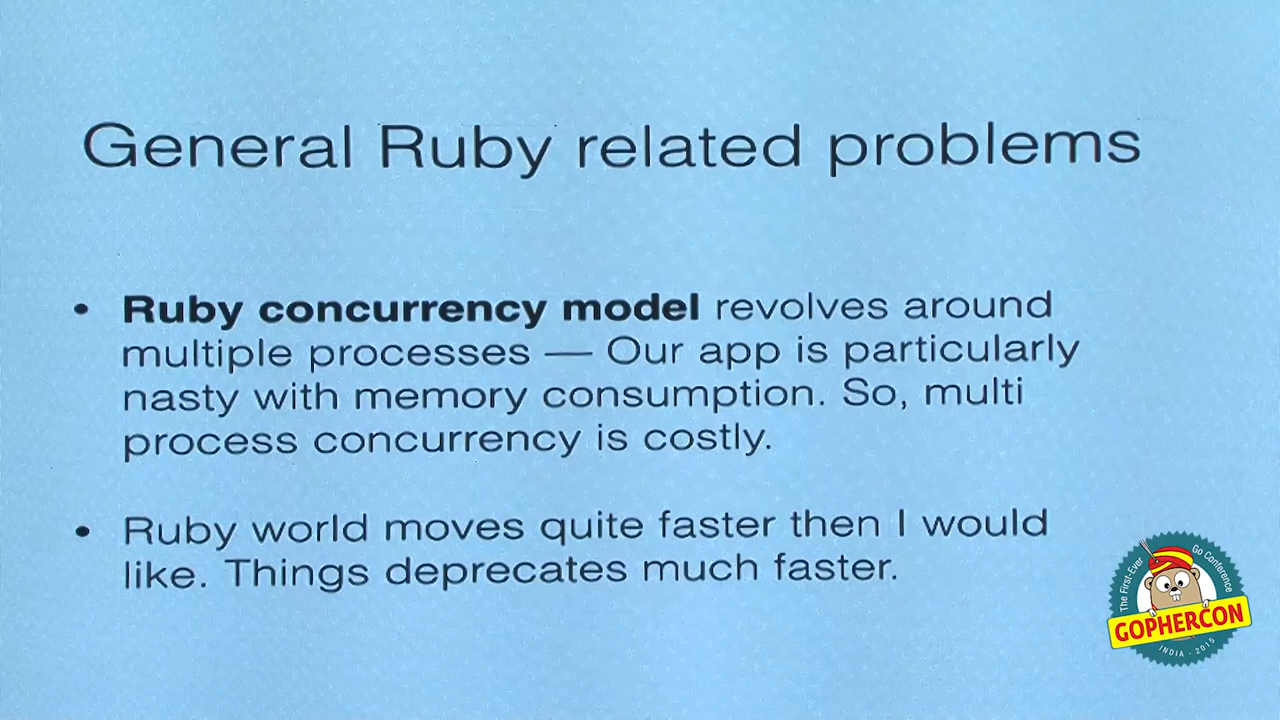 General Ruby related problems
• Ruby concurrency model revolves around
multiple processes — Our app is particularly
nasty with memory consumption. So, multi
process concurrency is costly.
• Ruby world moves quite faster then I would
like. Things deprecates much faster.
The First-Ever Go Conference
GOPHERCON
INDIA - 2015